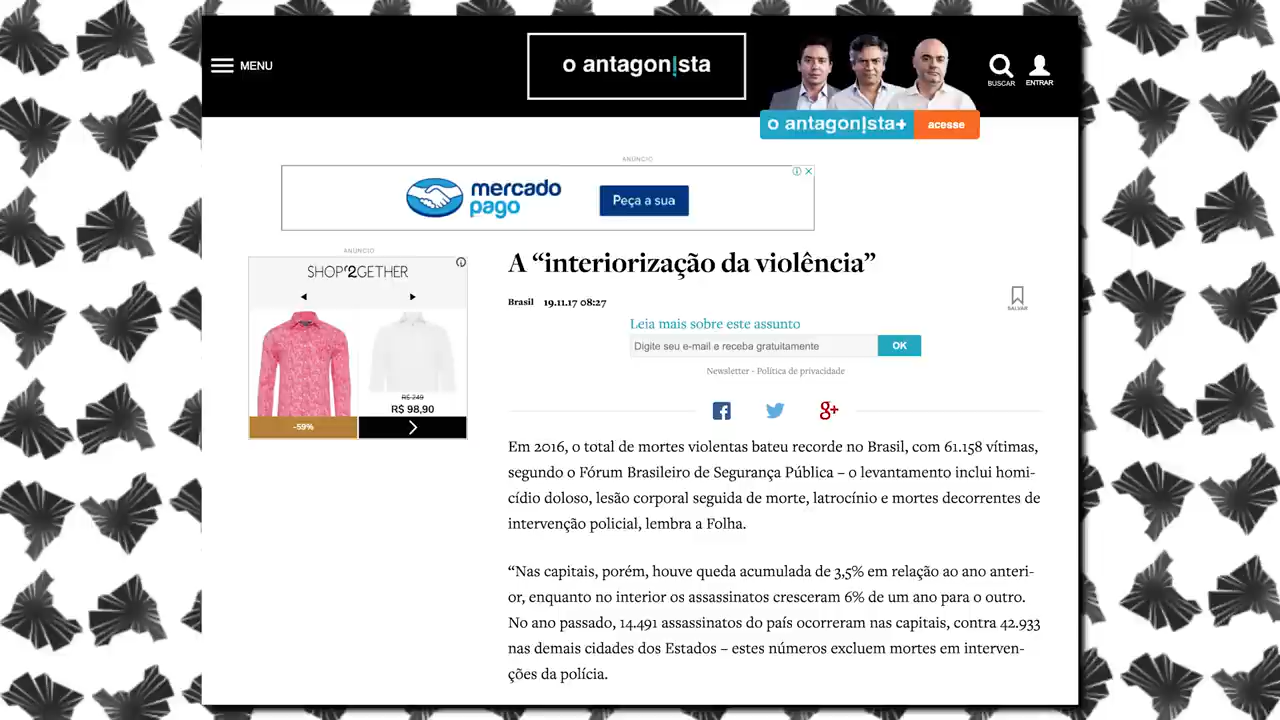 MENU
o antagon!sta
BUSCAR
ENTRAR
o antagon!sta+
acesse
ANÚNCIO
mercado
pago
Peça a sua
ANÚNCIO
SHOP2GETHER
R$ 249
R$ 98,90
-59%
A “interiorização da violência”
Brasil 19.11.17 08:27
SALVAR
Leia mais sobre este assunto
Digite seu e-mail e receba gratuitamente
OK
Newsletter - Política de privacidade
Em 2016, o total de mortes violentas bateu recorde no Brasil, com 61.158 vítimas,
segundo o Fórum Brasileiro de Segurança Pública – o levantamento inclui homi-
cídio doloso, lesão corporal seguida de morte, latrocínio e mortes decorrentes de
intervenção policial, lembra a Folha.
“Nas capitais, porém, houve queda acumulada de 3,5% em relação ao ano anteri-
or, enquanto no interior os assassinatos cresceram 6% de um ano para o outro.
No ano passado, 14.491 assassinatos do país ocorreram nas capitais, contra 42.933
nas demais cidades dos Estados – estes números excluem mortes em interven-
ções da polícia.